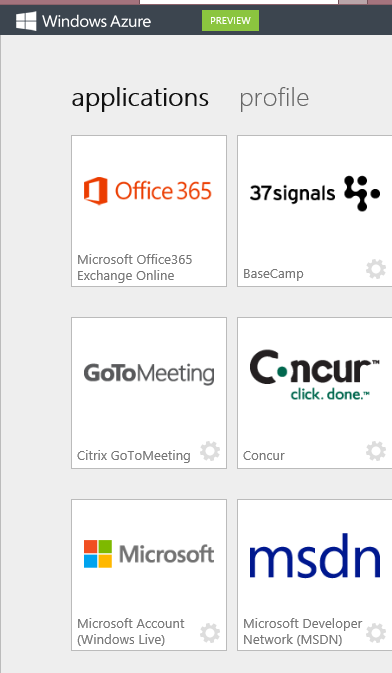 Windows Azure
PREVIEW
applications
profile
Office 365
Microsoft Office365
Exchange Online
37signals
BaseCamp
GoToMeeting
Citrix GoToMeeting
Concur™
click. done.™
Concur
Microsoft
Microsoft Account
(Windows Live)
msdn
Microsoft Developer
Network (MSDN)